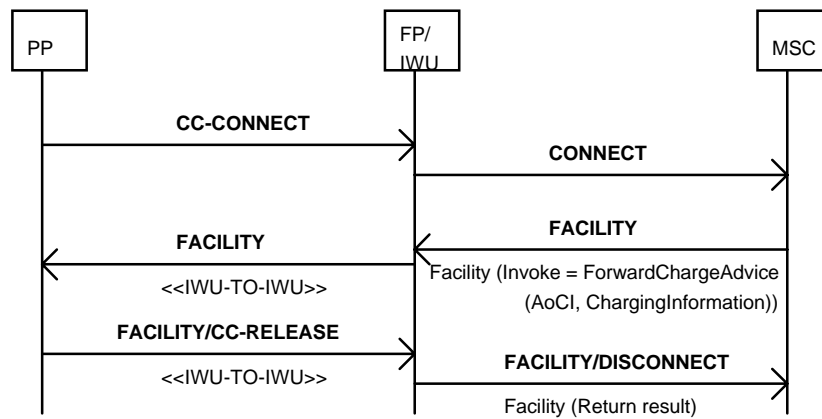 PP
FP/
IWU
MSC
CC-CONNECT
CONNECT
FACILITY
FACILITY
<<IWU-TO-IWU>>
Facility (Invoke = ForwardChargeAdvice
(AoCI, ChargingInformation))
FACILITY/CC-RELEASE
<<IWU-TO-IWU>>
FACILITY/DISCONNECT
Facility (Return result)